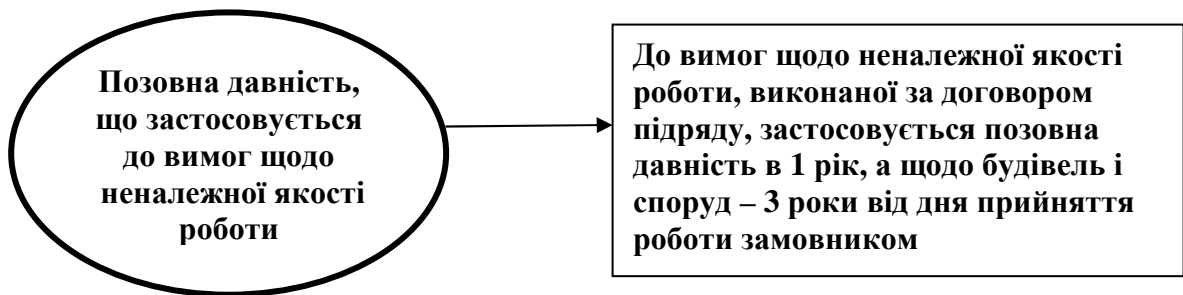 Позовна давність,
що застосовується
до вимог щодо
неналежної якості
роботи
До вимог щодо неналежної якості
роботи, виконаної за договором
підряду, застосовується позовна
давність в 1 рік, а щодо будівель і
споруд – 3 роки від дня прийняття
роботи замовником